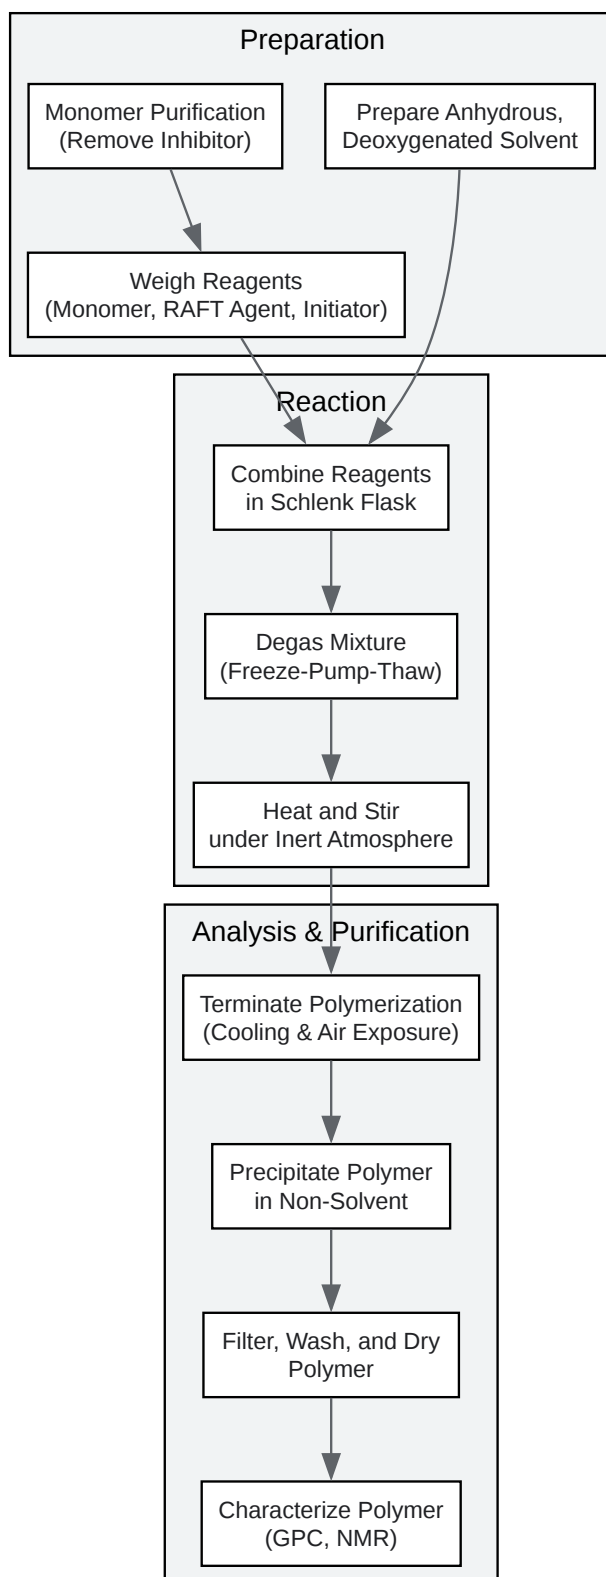 Preparation
Monomer Purification
(Remove Inhibitor)
Prepare Anhydrous,
Deoxygenated Solvent
Weigh Reagents
(Monomer, RAFT Agent, Initiator)
Reaction
Combine Reagents
in Schlenk Flask
Degas Mixture
(Freeze-Pump-Thaw)
Heat and Stir
under Inert Atmosphere
Analysis & Purification
Terminate Polymerization
(Cooling & Air Exposure)
Precipitate Polymer
in Non-Solvent
Filter, Wash, and Dry
Polymer
Characterize Polymer
(GPC, NMR)